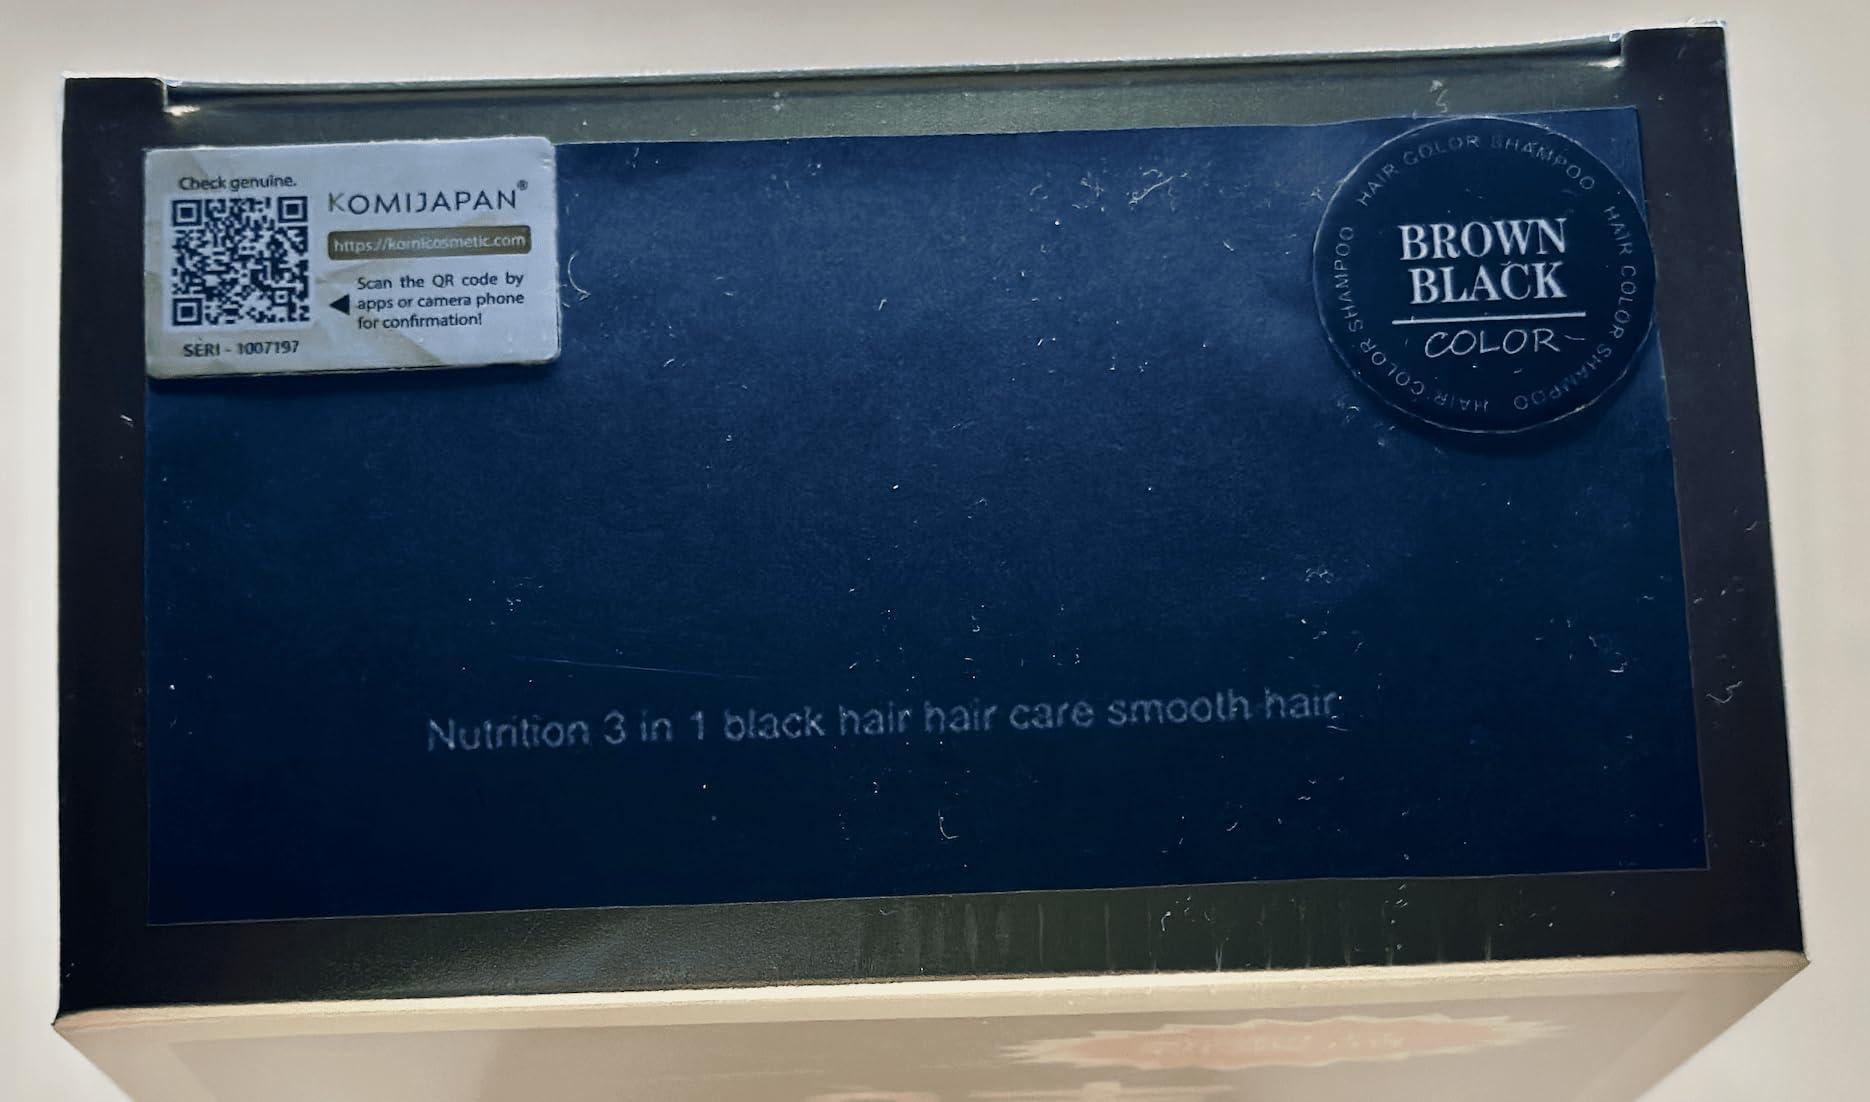 Check genuine.
KOMIJAPAN®
https://komicosmetic.com
Scan the QR code by
apps or camera phone
for confirmation!
SERI - 1007197
HAIR COLOR SHAMPOO HAIR COLOR SHAMPOO HAIR COLOR SHAMPOO
BROWN
BLACK
COLOR
Nutrition 3 in 1 black hair hair care smooth hair